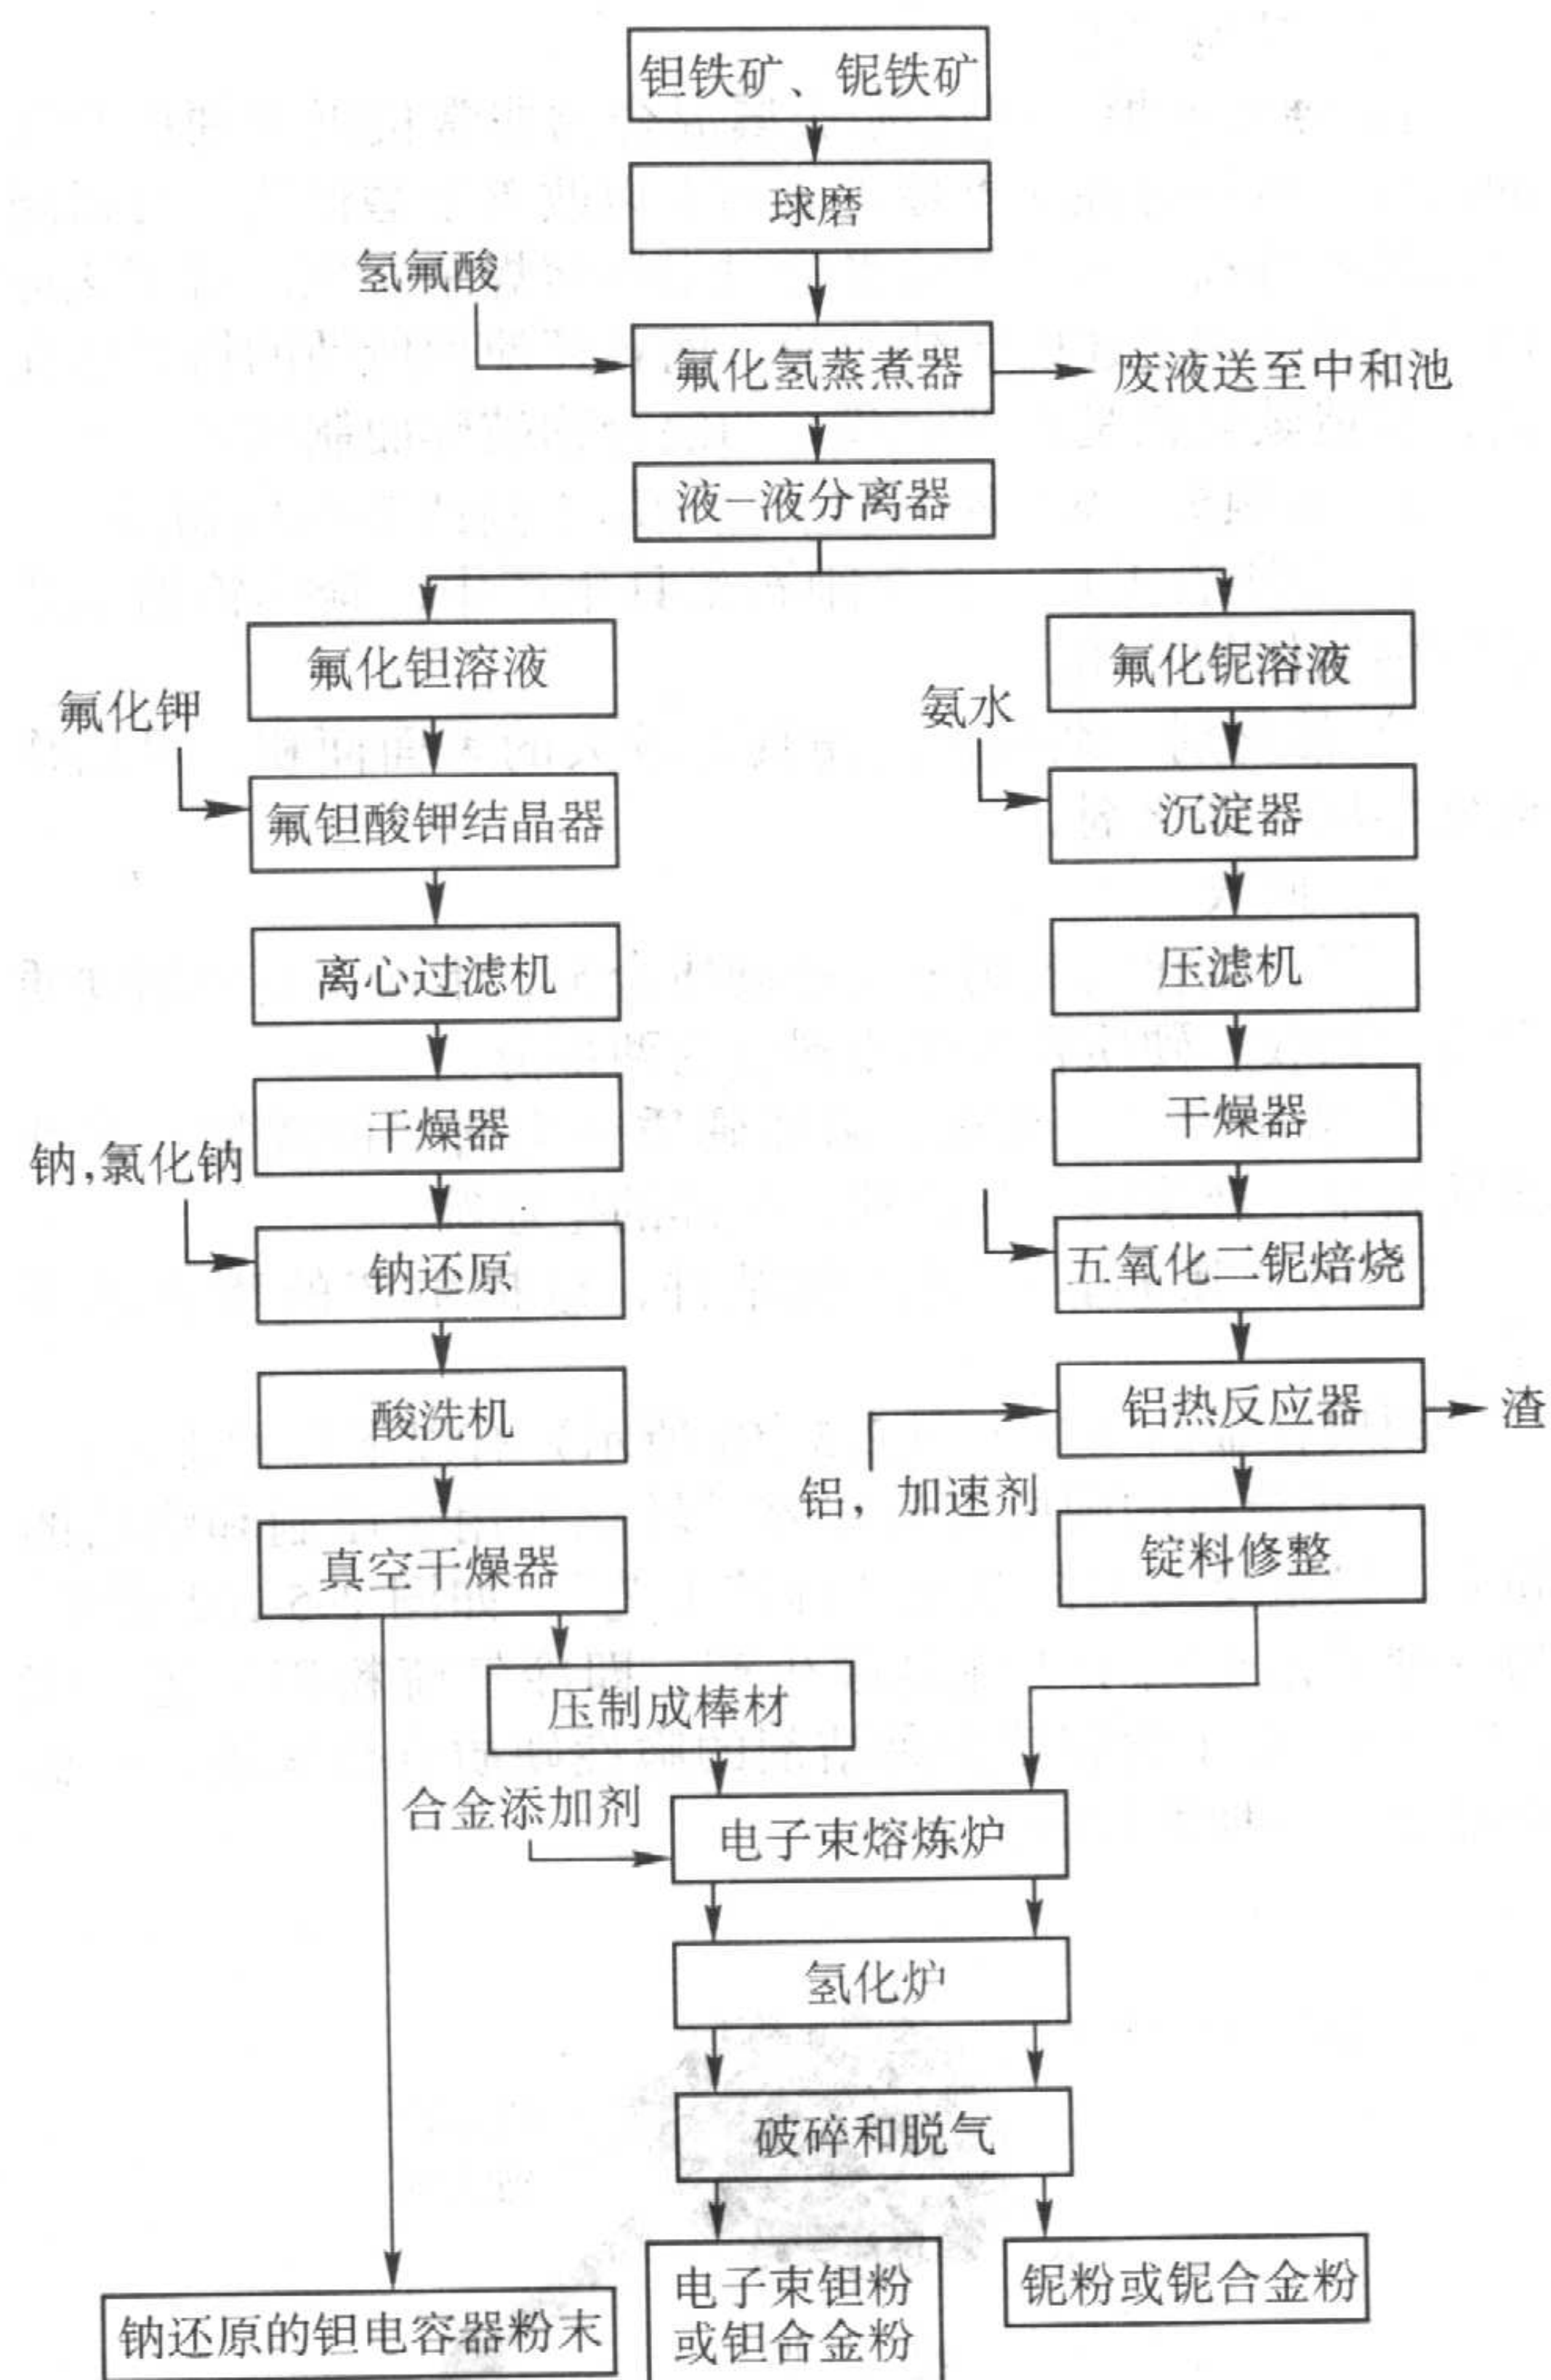 钽铁矿、铌铁矿
球磨
氢氟酸
氟化氢蒸煮器
废液送至中和池
液-液分离器
氟化钽溶液
氟化铌溶液
氟化钾
氨水
氟钽酸钾结晶器
沉淀器
离心过滤机
压滤机
干燥器
干燥器
钠,氯化钠
钠还原
五氧化二铌焙烧
酸洗机
铝热反应器
渣
铝，加速剂
真空干燥器
锭料修整
压制成棒材
合金添加剂
电子束熔炼炉
氢化炉
破碎和脱气
钠还原的钽电容器粉末
电子束钽粉
或钽合金粉
铌粉或铌合金粉